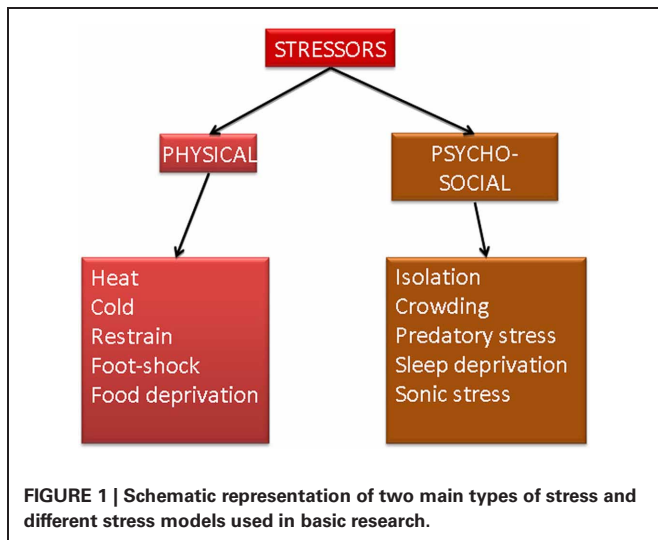 STRESSORS
PHYSICAL
PSYCHO-
SOCIAL
Heat
Cold
Restrain
Foot-shock
Food deprivation
Isolation
Crowding
Predatory stress
Sleep deprivation
Sonic stress
FIGURE 1 | Schematic representation of two main types of stress and
different stress models used in basic research.